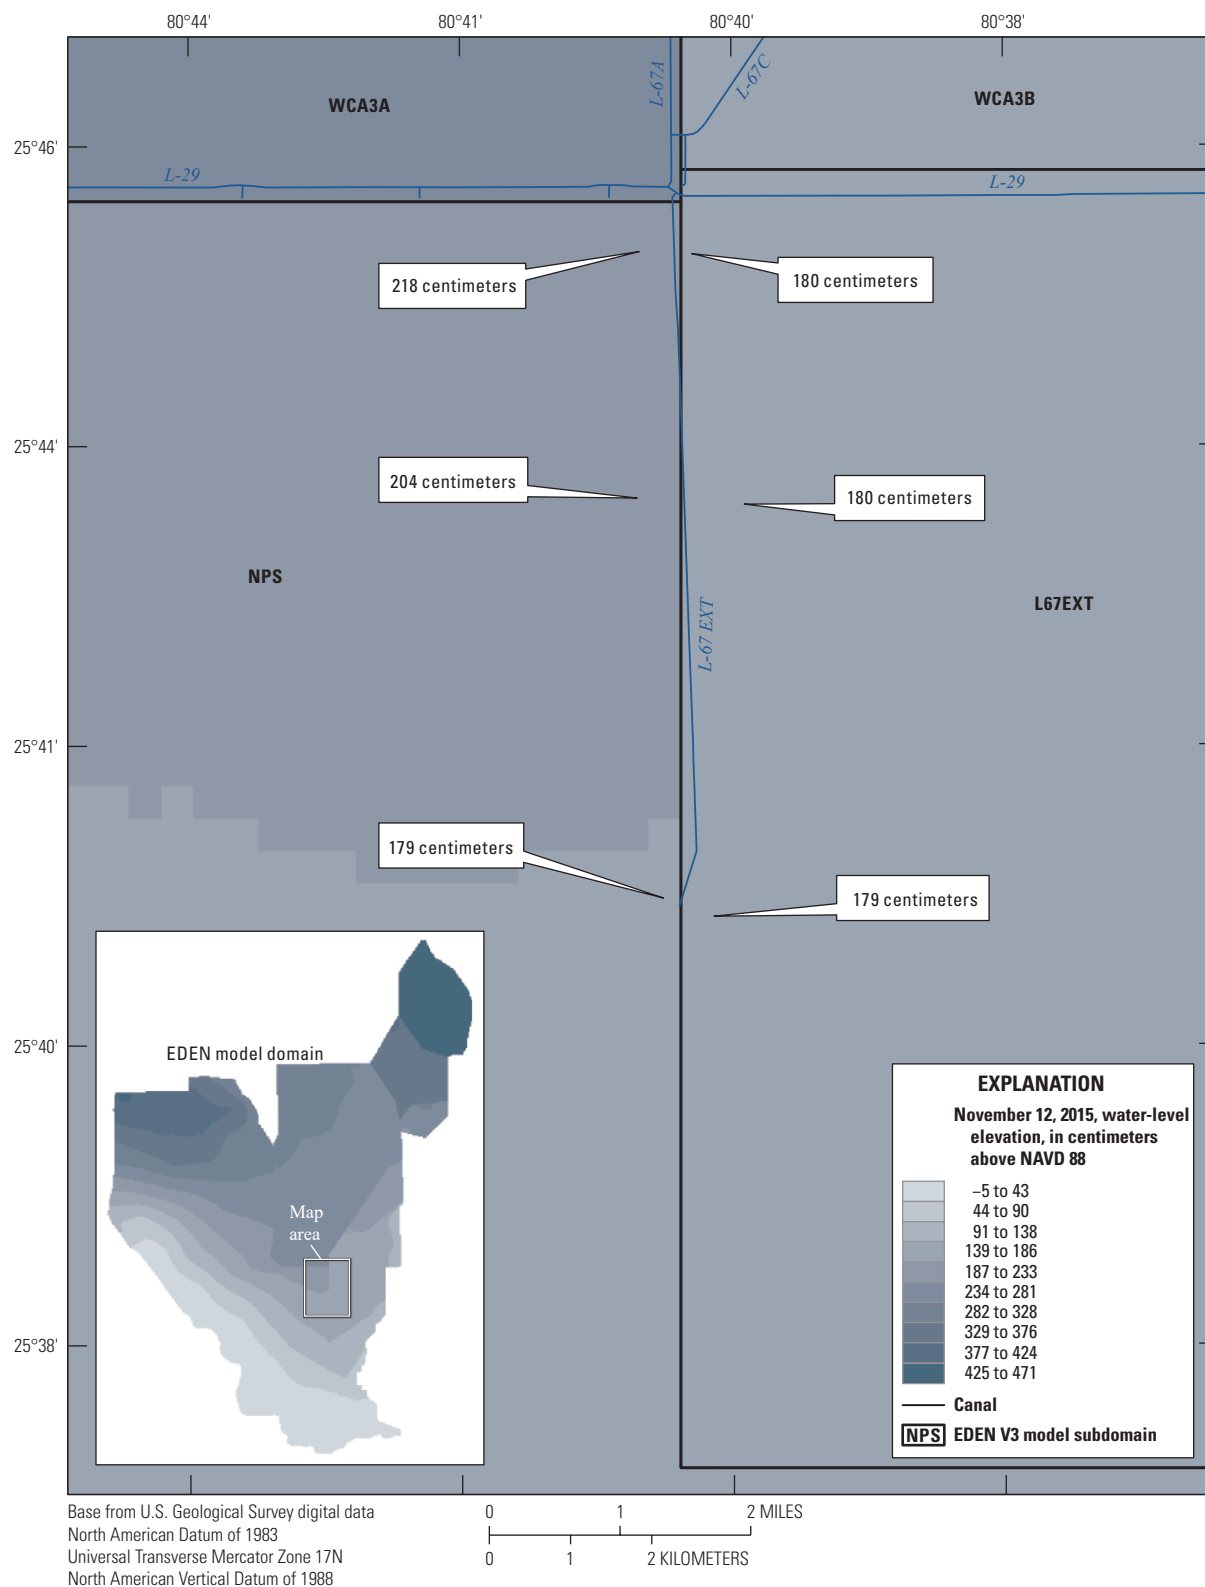 80°44'
80°41'
80°40'
80°38'
WCA3A
L-67A
L-67C
WCA3B
25°46'
L-29
L-29
218 centimeters
180 centimeters
25°44'
204 centimeters
180 centimeters
NPS
L67EXT
L-67 EXT
25°41'
179 centimeters
179 centimeters
EDEN model domain
Map
area
25°40'
25°38'
EXPLANATION
November 12, 2015, water-level
elevation, in centimeters
above NAVD 88
–5 to 43
44 to 90
91 to 138
139 to 186
187 to 233
234 to 281
282 to 328
329 to 376
377 to 424
425 to 471
Canal
NPS EDEN V3 model subdomain
Base from U.S. Geological Survey digital data
North American Datum of 1983
Universal Transverse Mercator Zone 17N
North American Vertical Datum of 1988
0 1 2 MILES
0 1 2 KILOMETERS